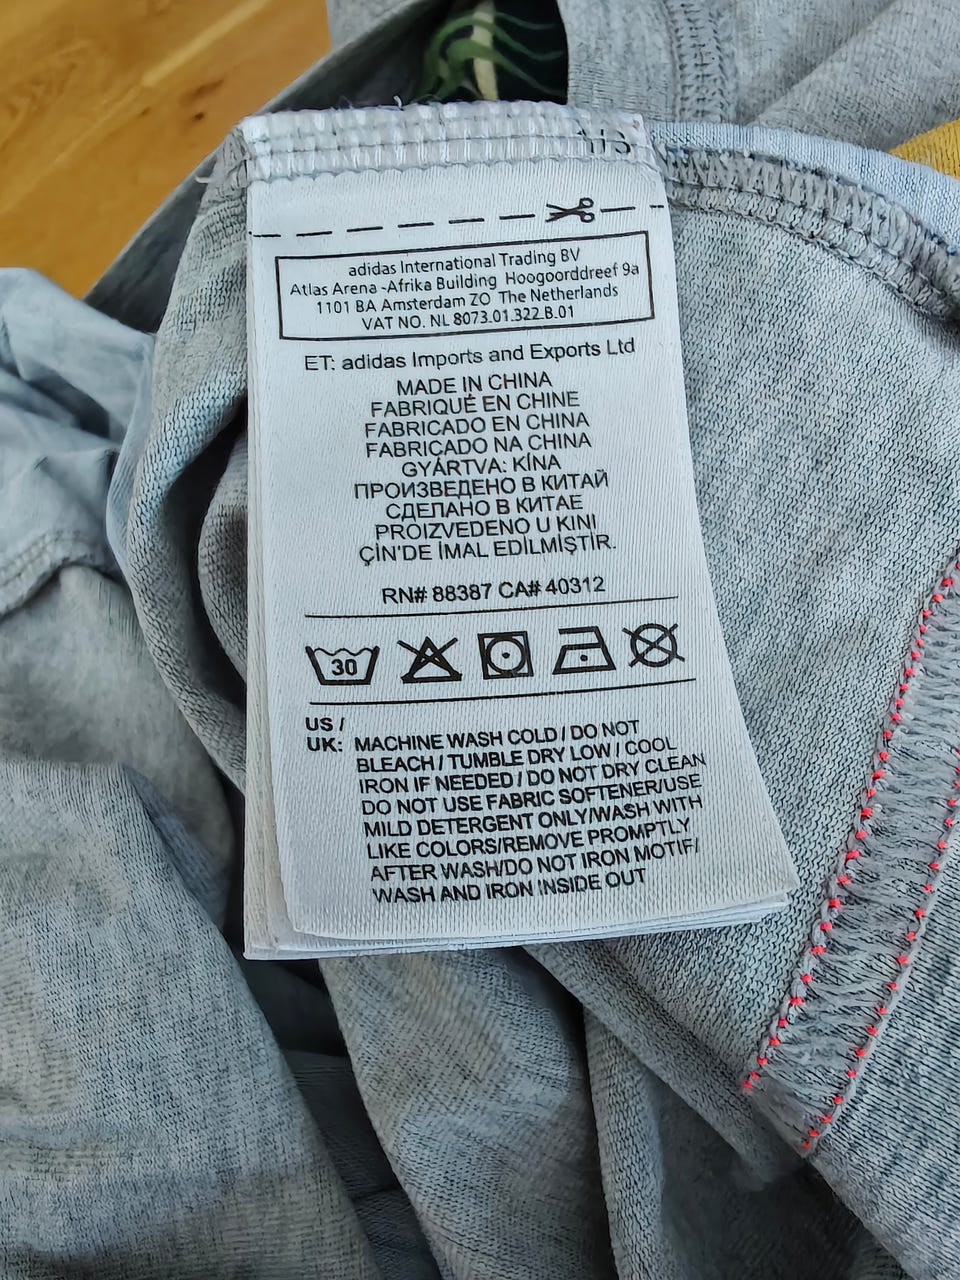 adidas International Trading BV
Atlas Arena -Afrika Building Hoogoorddreef 9a
1101 BA Amsterdam ZO The Netherlands
VAT NO. NL 8073.01.322.B.01
ET: adidas Imports and Exports Ltd
MADE IN CHINA
FABRIQUÉ EN CHINE
FABRICADO EN CHINA
FABRICADO NA CHINA
GYÁRTVA: KÍNA
ПРОИЗВЕДЕНО В КИТАЙ
СДЕЛАНО В КИТАЕ
PROIZVEDENO U KINI
ÇİN'DE İMAL EDİLMİŞTİR.
RN# 88387 CA# 40312
30
US /
UK: MACHINE WASH COLD / DO NOT
BLEACH / TUMBLE DRY LOW / COOL
IRON IF NEEDED / DO NOT DRY CLEAN
DO NOT USE FABRIC SOFTENER/USE
MILD DETERGENT ONLY/WASH WITH
LIKE COLORS/REMOVE PROMPTLY
AFTER WASH/DO NOT IRON MOTIF/
WASH AND IRON INSIDE OUT